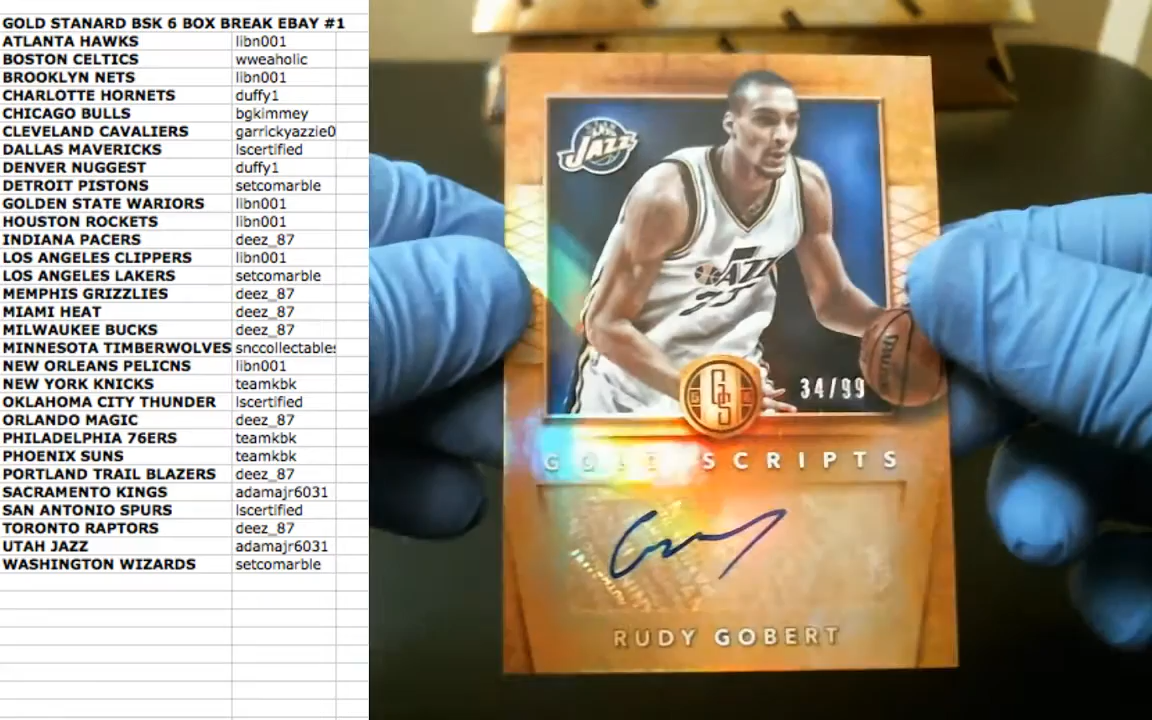 GOLD STANARD BSK 6 BOX BREAK EBAY #1
ATLANTA HAWKS libn001
BOSTON CELTICS wweaholic
BROOKLYN NETS libn001
CHARLOTTE HORNETS duffy1
CHICAGO BULLS bgkimmey
CLEVELAND CAVALIERS garrickyazzie0
DALLAS MAVERICKS lscertified
DENVER NUGGEST duffy1
DETROIT PISTONS setcomarble
GOLDEN STATE WARIORS libn001
HOUSTON ROCKETS libn001
INDIANA PACERS deez_87
LOS ANGELES CLIPPERS libn001
LOS ANGELES LAKERS setcomarble
MEMPHIS GRIZZLIES deez_87
MIAMI HEAT deez_87
MILWAUKEE BUCKS deez_87
MINNESOTA TIMBERWOLVES snccollectables
NEW ORLEANS PELICNS libn001
NEW YORK KNICKS teamkbk
OKLAHOMA CITY THUNDER lscertified
ORLANDO MAGIC deez_87
PHILADELPHIA 76ERS teamkbk
PHOENIX SUNS teamkbk
PORTLAND TRAIL BLAZERS deez_87
SACRAMENTO KINGS adamajr6031
SAN ANTONIO SPURS lscertified
TORONTO RAPTORS deez_87
UTAH JAZZ adamajr6031
WASHINGTON WIZARDS setcomarble
JAZZ
JAZZ
GS
34/99
GOLD SCRIPTS
RUDY GOBERT